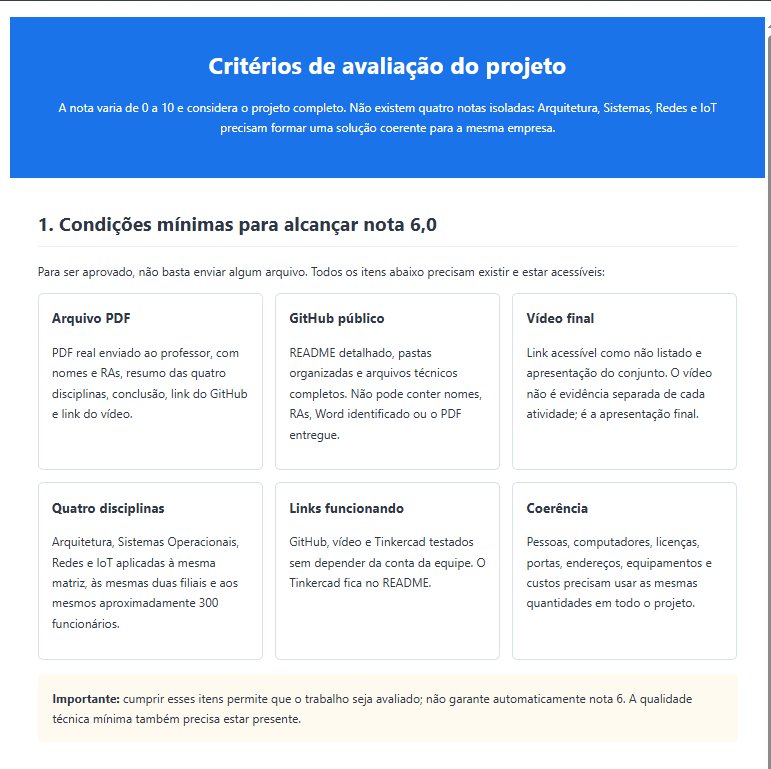 Critérios de avaliação do projeto
A nota varia de 0 a 10 e considera o projeto completo. Não existem quatro notas isoladas: Arquitetura, Sistemas, Redes e IoT
precisam formar uma solução coerente para a mesma empresa.
1. Condições mínimas para alcançar nota 6,0
Para ser aprovado, não basta enviar algum arquivo. Todos os itens abaixo precisam existir e estar acessíveis:
Arquivo PDF
PDF real enviado ao professor, com
nomes e RAs, resumo das quatro
disciplinas, conclusão, link do GitHub
e link do vídeo.
GitHub público
README detalhado, pastas
organizadas e arquivos técnicos
completos. Não pode conter nomes,
RAs, Word identificado ou o PDF
entregue.
Vídeo final
Link acessível como não listado e
apresentação do conjunto. O vídeo
não é evidência separada de cada
atividade; é a apresentação final.
Quatro disciplinas
Arquitetura, Sistemas Operacionais,
Redes e IoT aplicadas à mesma
matriz, às mesmas duas filiais e aos
mesmos aproximadamente 300
funcionários.
Links funcionando
GitHub, vídeo e Tinkercad testados
sem depender da conta da equipe. O
Tinkercad fica no README.
Coerência
Pessoas, computadores, licenças,
portas, endereços, equipamentos e
custos precisam usar as mesmas
quantidades em todo o projeto.
Importante: cumprir esses itens permite que o trabalho seja avaliado; não garante automaticamente nota 6. A qualidade
técnica mínima também precisa estar presente.